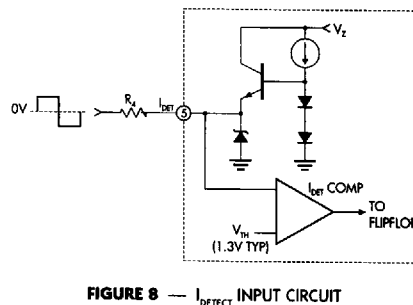 V_Z
0V
R_4
I_DET
5
I_DET COMP
TO
FLIPFLOP
V_TH
(1.3V TYP)
FIGURE 8 — I_DETECT INPUT CIRCUIT